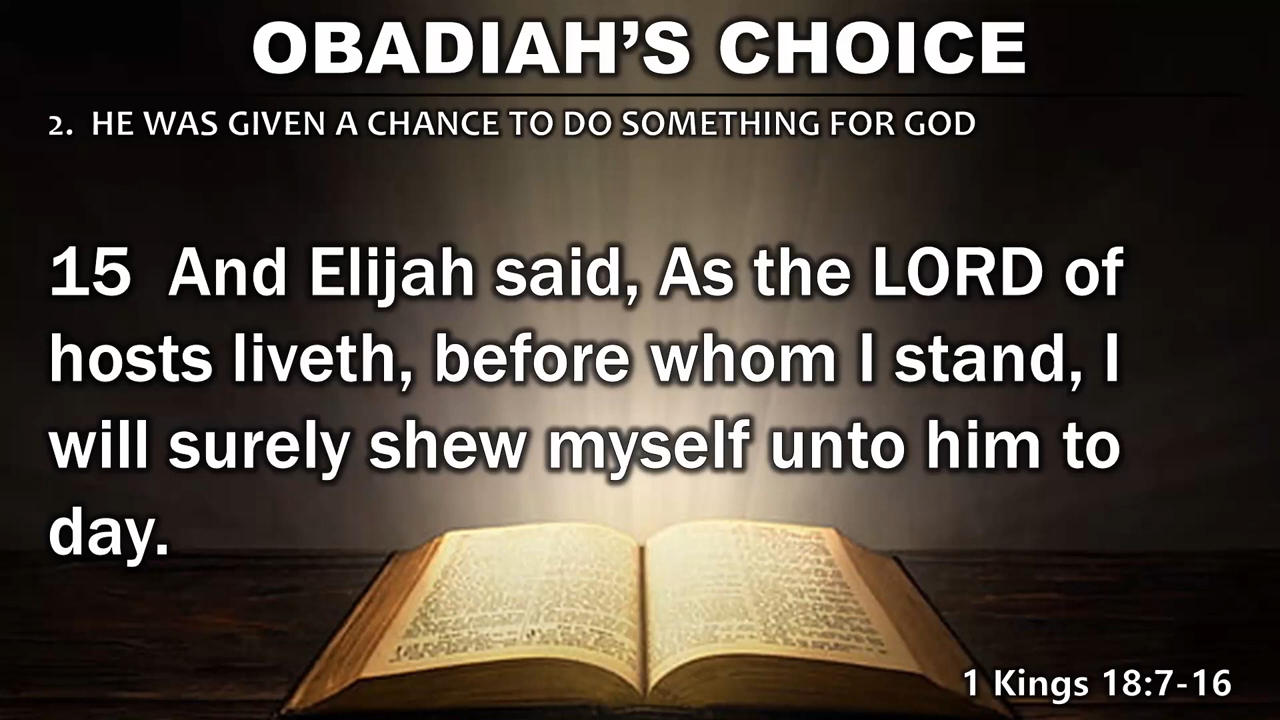 OBADIAH’S CHOICE
2. HE WAS GIVEN A CHANCE TO DO SOMETHING FOR GOD
15 And Elijah said, As the LORD of
hosts liveth, before whom I stand, I
will surely shew myself unto him to
day.
1 Kings 18:7-16